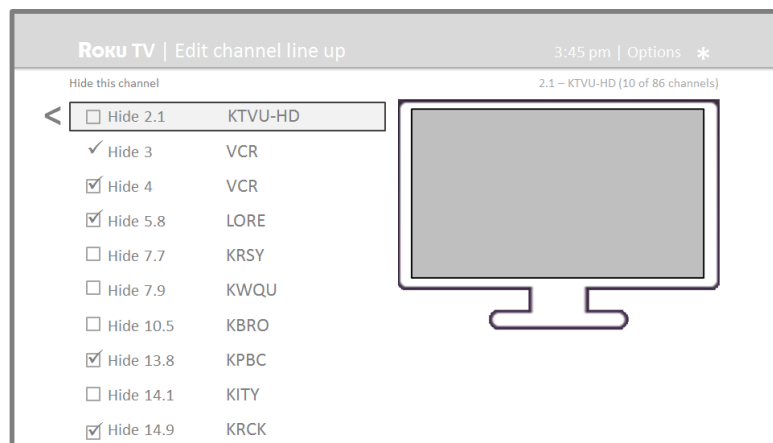 ROKU TV | Edit channel line up
3:45 pm | Options *
Hide this channel
2.1 – KTVU-HD (10 of 86 channels)
<
Hide 2.1 KTVU-HD
Hide 3 VCR
Hide 4 VCR
Hide 5.8 LORE
Hide 7.7 KRSY
Hide 7.9 KWQU
Hide 10.5 KBRO
Hide 13.8 KPBC
Hide 14.1 KITY
Hide 14.9 KRCK